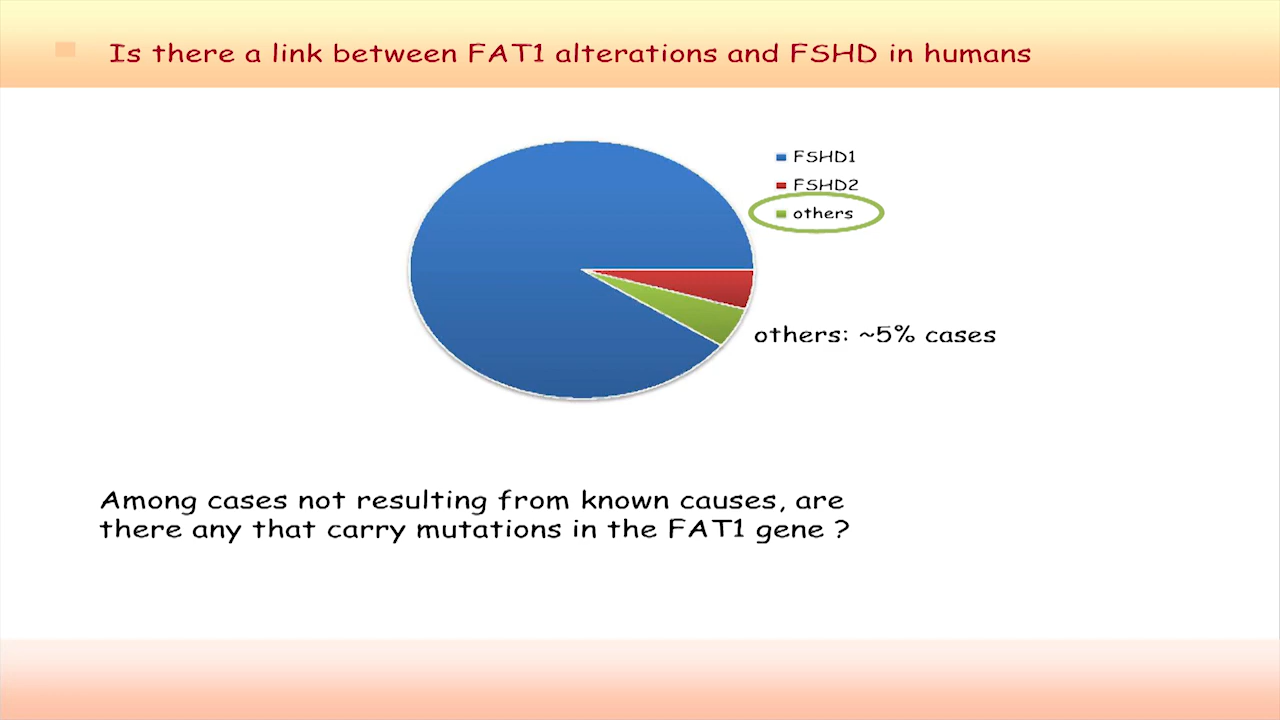 Is there a link between FAT1 alterations and FSHD in humans
FSHD1
FSHD2
others
others: ~5% cases
Among cases not resulting from known causes, are
there any that carry mutations in the FAT1 gene ?